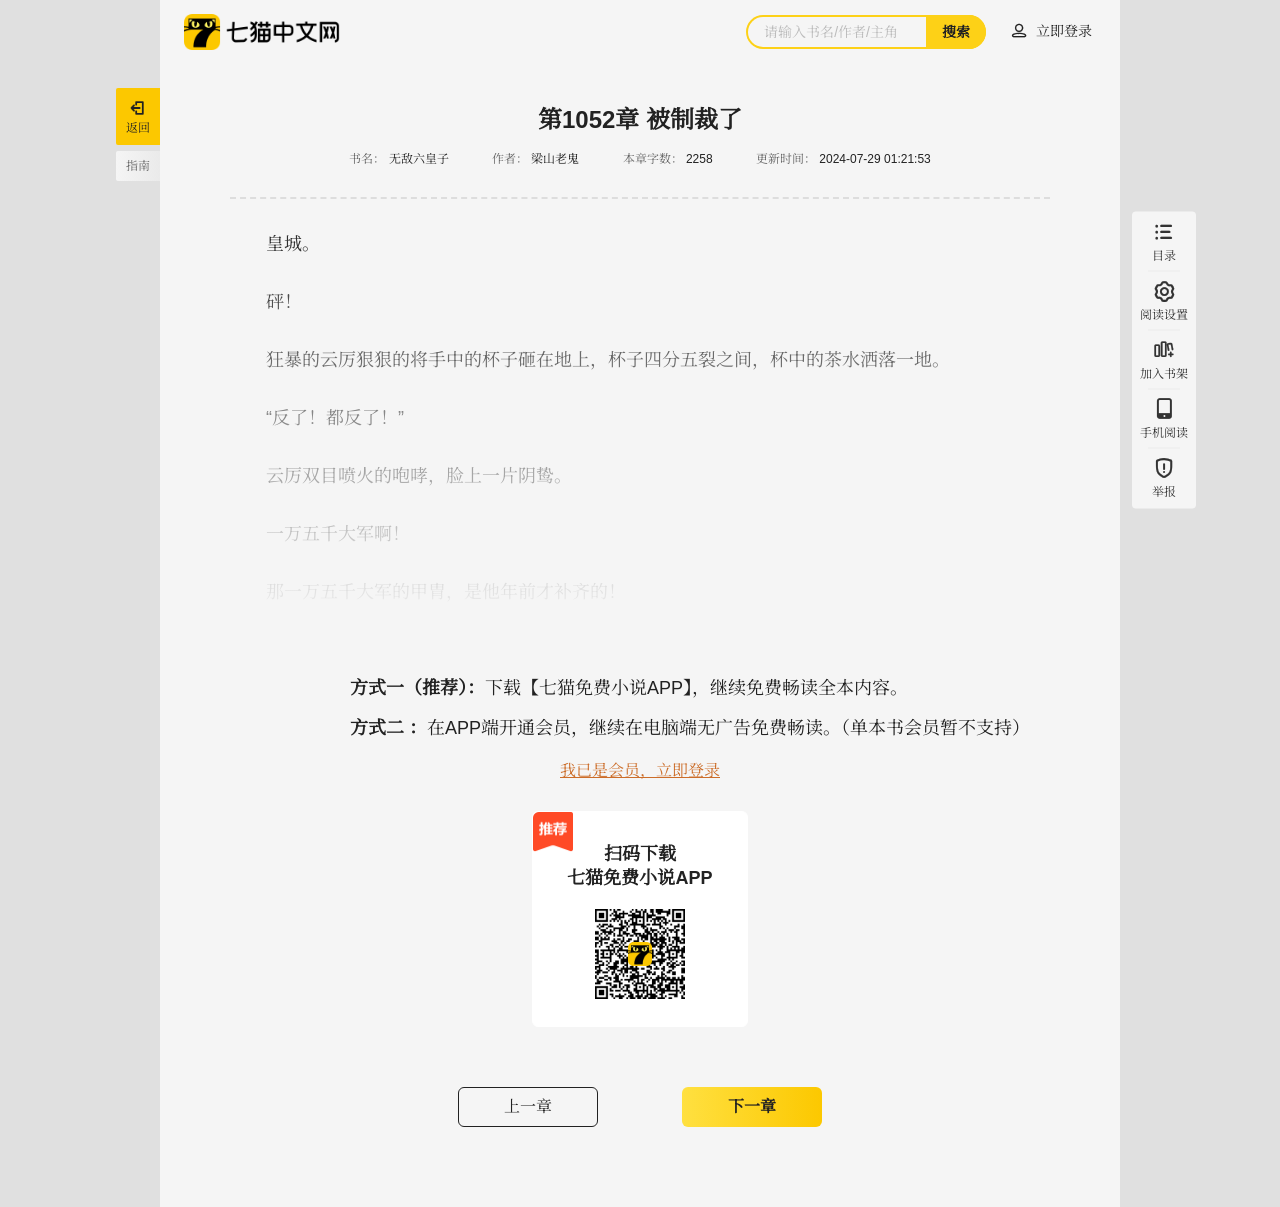 七猫中文网
请输入书名/作者/主角
搜索
立即登录
返回
指南
第1052章 被制裁了
书名： 无敌六皇子 作者： 梁山老鬼 本章字数： 2258 更新时间： 2024-07-29 01:21:53
皇城。
砰！
狂暴的云厉狠狠的将手中的杯子砸在地上，杯子四分五裂之间，杯中的茶水洒落一地。
“反了！都反了！”
云厉双目喷火的咆哮，脸上一片阴鸷。
一万五千大军啊！
那一万五千大军的甲胄，是他年前才补齐的！
目录
阅读设置
加入书架
手机阅读
举报
方式一（推荐）：下载【七猫免费小说APP】，继续免费畅读全本内容。
方式二 ：在APP端开通会员，继续在电脑端无广告免费畅读。（单本书会员暂不支持）
我已是会员，立即登录
推荐
扫码下载
七猫免费小说APP
上一章
下一章